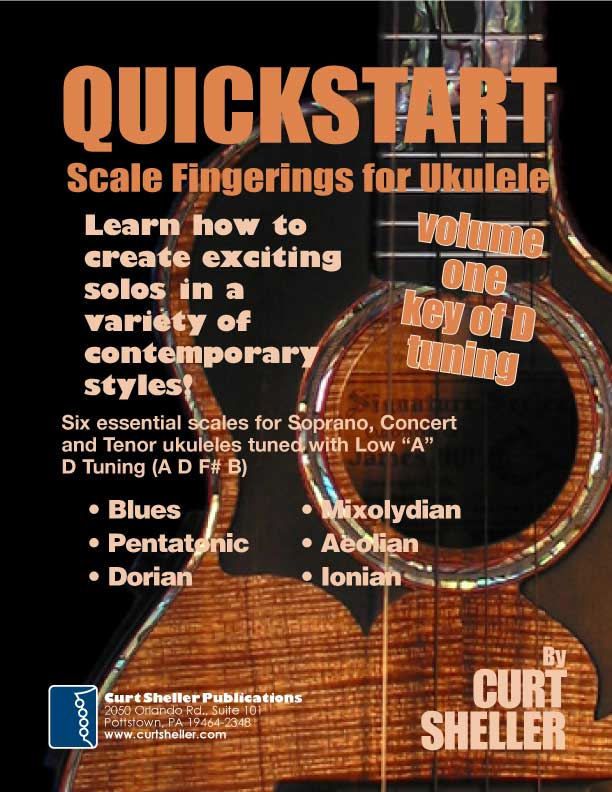 QUICKSTART
Scale Fingerings for Ukulele
Learn how to
create exciting
solos in a
variety of
contemporary
styles!
volume
one
key of D
tuning
Six essential scales for Soprano, Concert
and Tenor ukuleles tuned with Low “A”
D Tuning (A D F# B)
• Blues
• Pentatonic
• Dorian
• Mixolydian
• Aeolian
• Ionian
Signature Series
By
CURT
SHELLER
Curt Sheller Publications
2050 Orlando Rd., Suite 101
Pottstown, PA 19464-2348
www.curtsheller.com